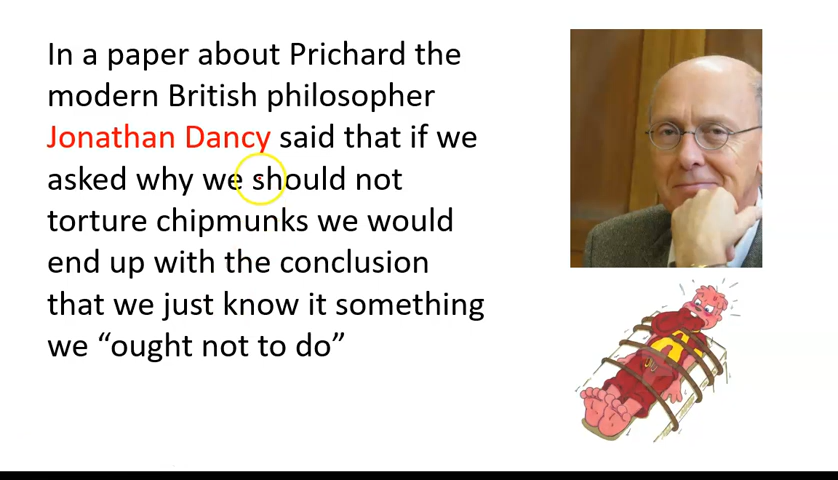 In a paper about Prichard the
modern British philosopher
Jonathan Dancy said that if we
asked why we should not
torture chipmunks we would
end up with the conclusion
that we just know it something
we “ought not to do”